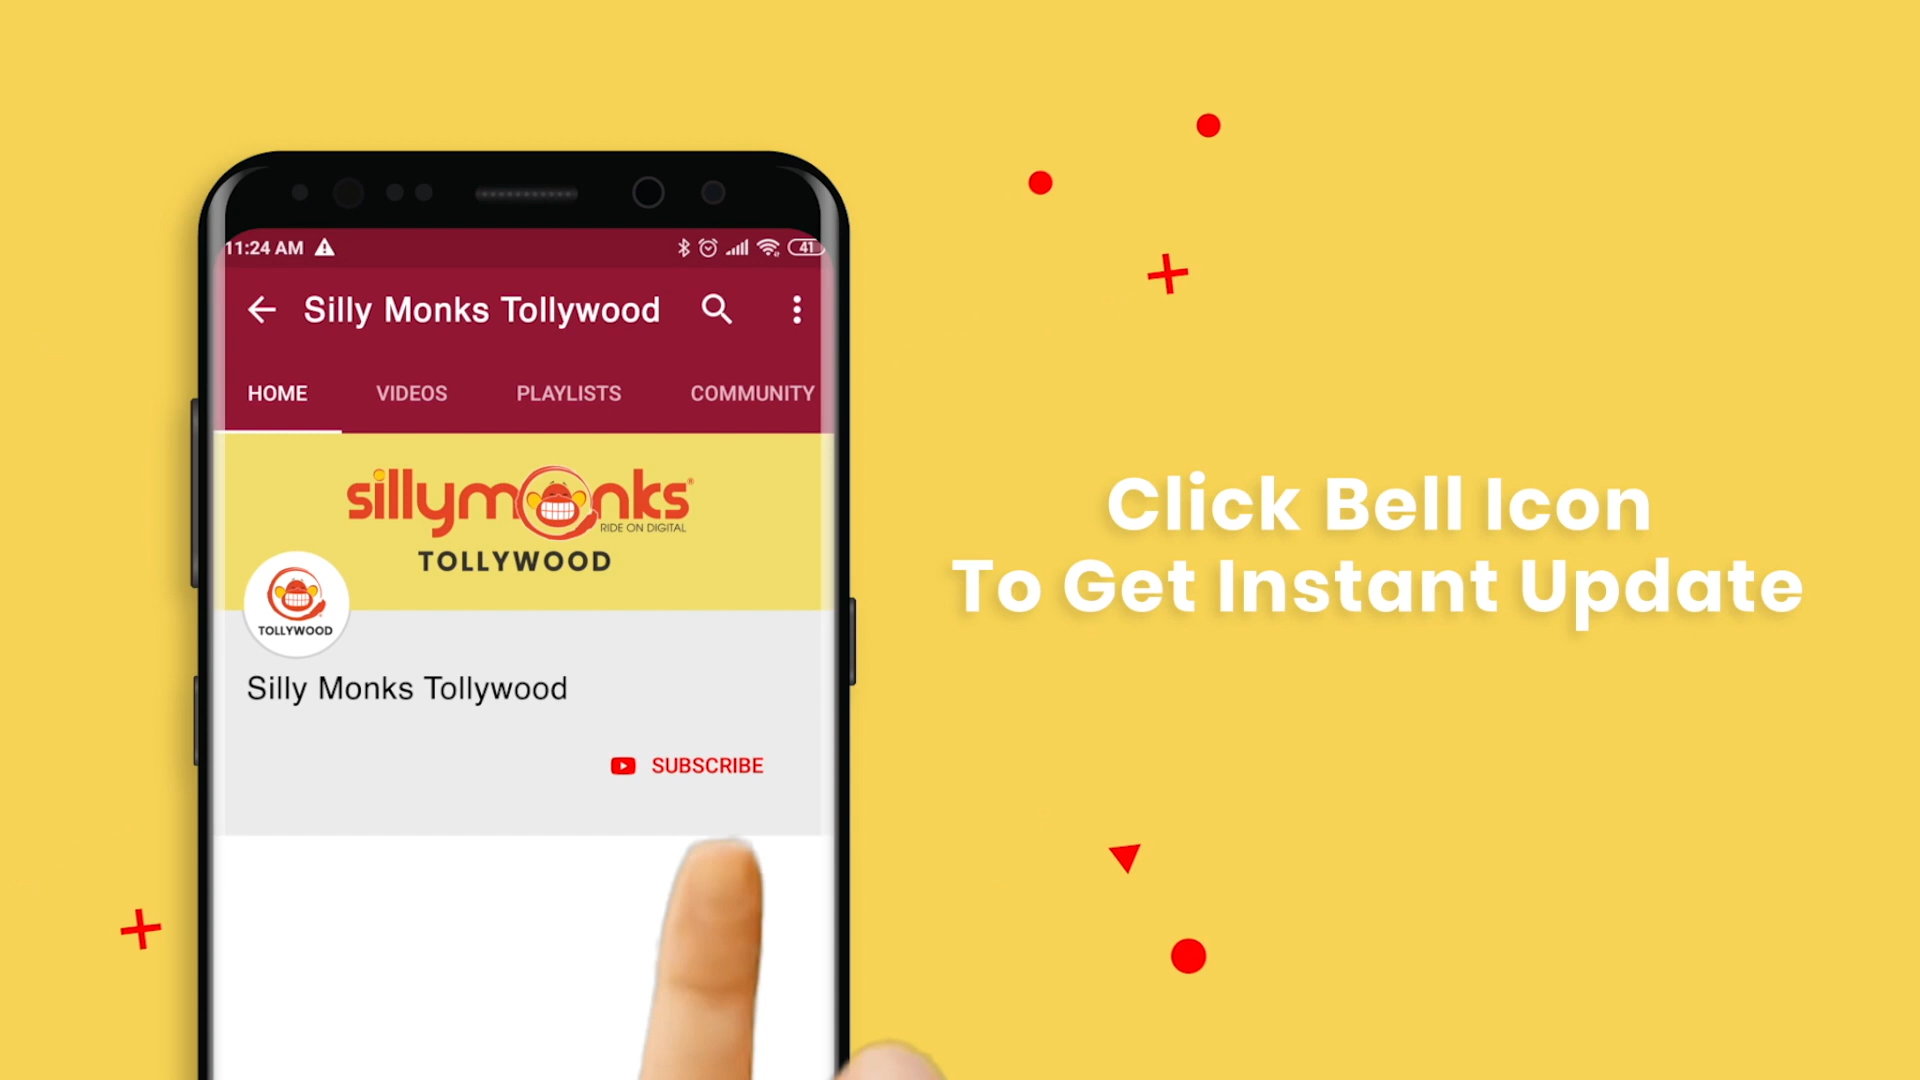 11:24 AM
41
Silly Monks Tollywood
HOME VIDEOS PLAYLISTS COMMUNITY
sillymonks®
RIDE ON DIGITAL
TOLLYWOOD
TOLLYWOOD
Silly Monks Tollywood
SUBSCRIBE
Click Bell Icon
To Get Instant Update